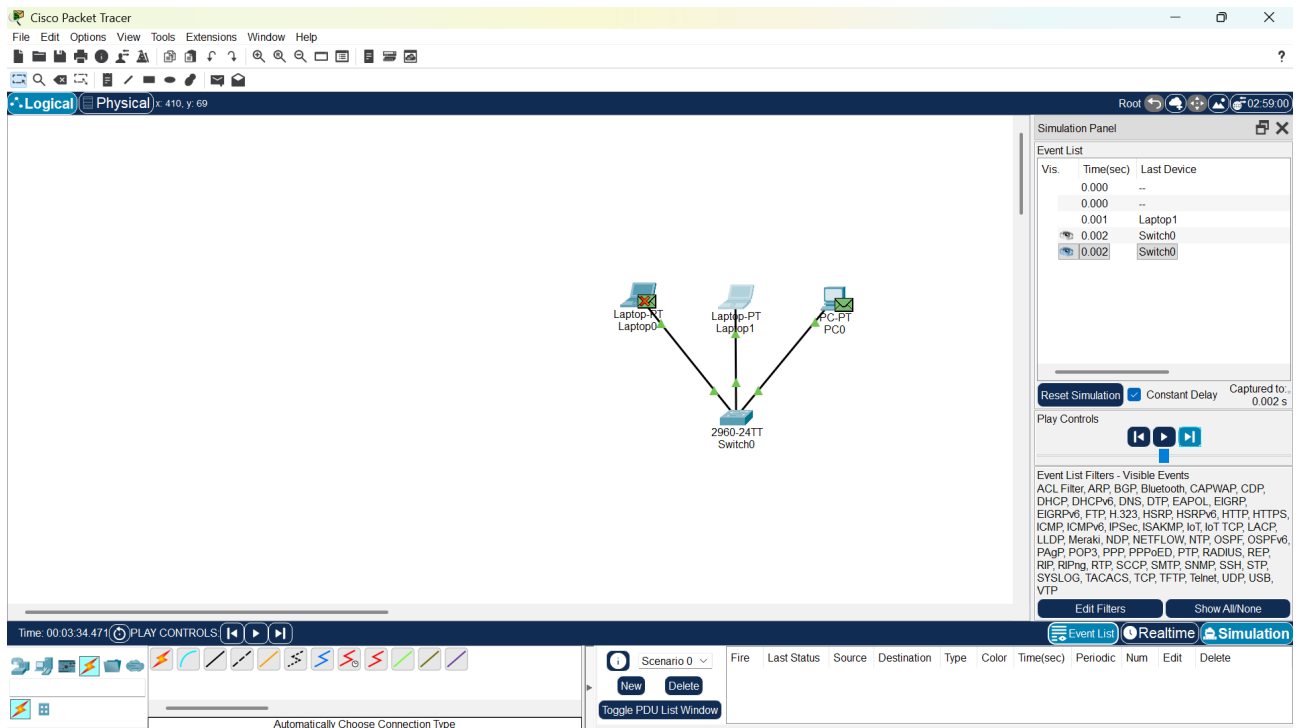 Cisco Packet Tracer
File Edit Options View Tools Extensions Window Help
?
Logical Physical x: 410, y: 69 Root 02:59:00
Simulation Panel
Event List
Vis. Time(sec) Last Device
0.000 --
0.000 --
0.001 Laptop1
0.002 Switch0
0.002 Switch0
Laptop-PT
Laptop0
Laptop-PT
Laptop1
PC-PT
PC0
2960-24TT
Switch0
Reset Simulation Constant Delay Captured to:
0.002 s
Play Controls
Event List Filters - Visible Events
ACL Filter, ARP, BGP, Bluetooth, CAPWAP, CDP,
DHCP, DHCPv6, DNS, DTP, EAPOL, EIGRP,
EIGRPv6, FTP, H.323, HSRP, HSRPv6, HTTP, HTTPS,
ICMP, ICMPv6, IPSec, ISAKMP, IoT, IoT TCP, LACP,
LLDP, Meraki, NDP, NETFLOW, NTP, OSPF, OSPFv6,
PAgP, POP3, PPP, PPPoED, PTP, RADIUS, REP,
RIP, RIPng, RTP, SCCP, SMTP, SNMP, SSH, STP,
SYSLOG, TACACS, TCP, TFTP, Telnet, UDP, USB,
VTP
Edit Filters Show All/None
Time: 00:03:34.471 PLAY CONTROLS: Event List Realtime Simulation
Scenario 0
New Delete
Toggle PDU List Window
Fire Last Status Source Destination Type Color Time(sec) Periodic Num Edit Delete
Automatically Choose Connection Type